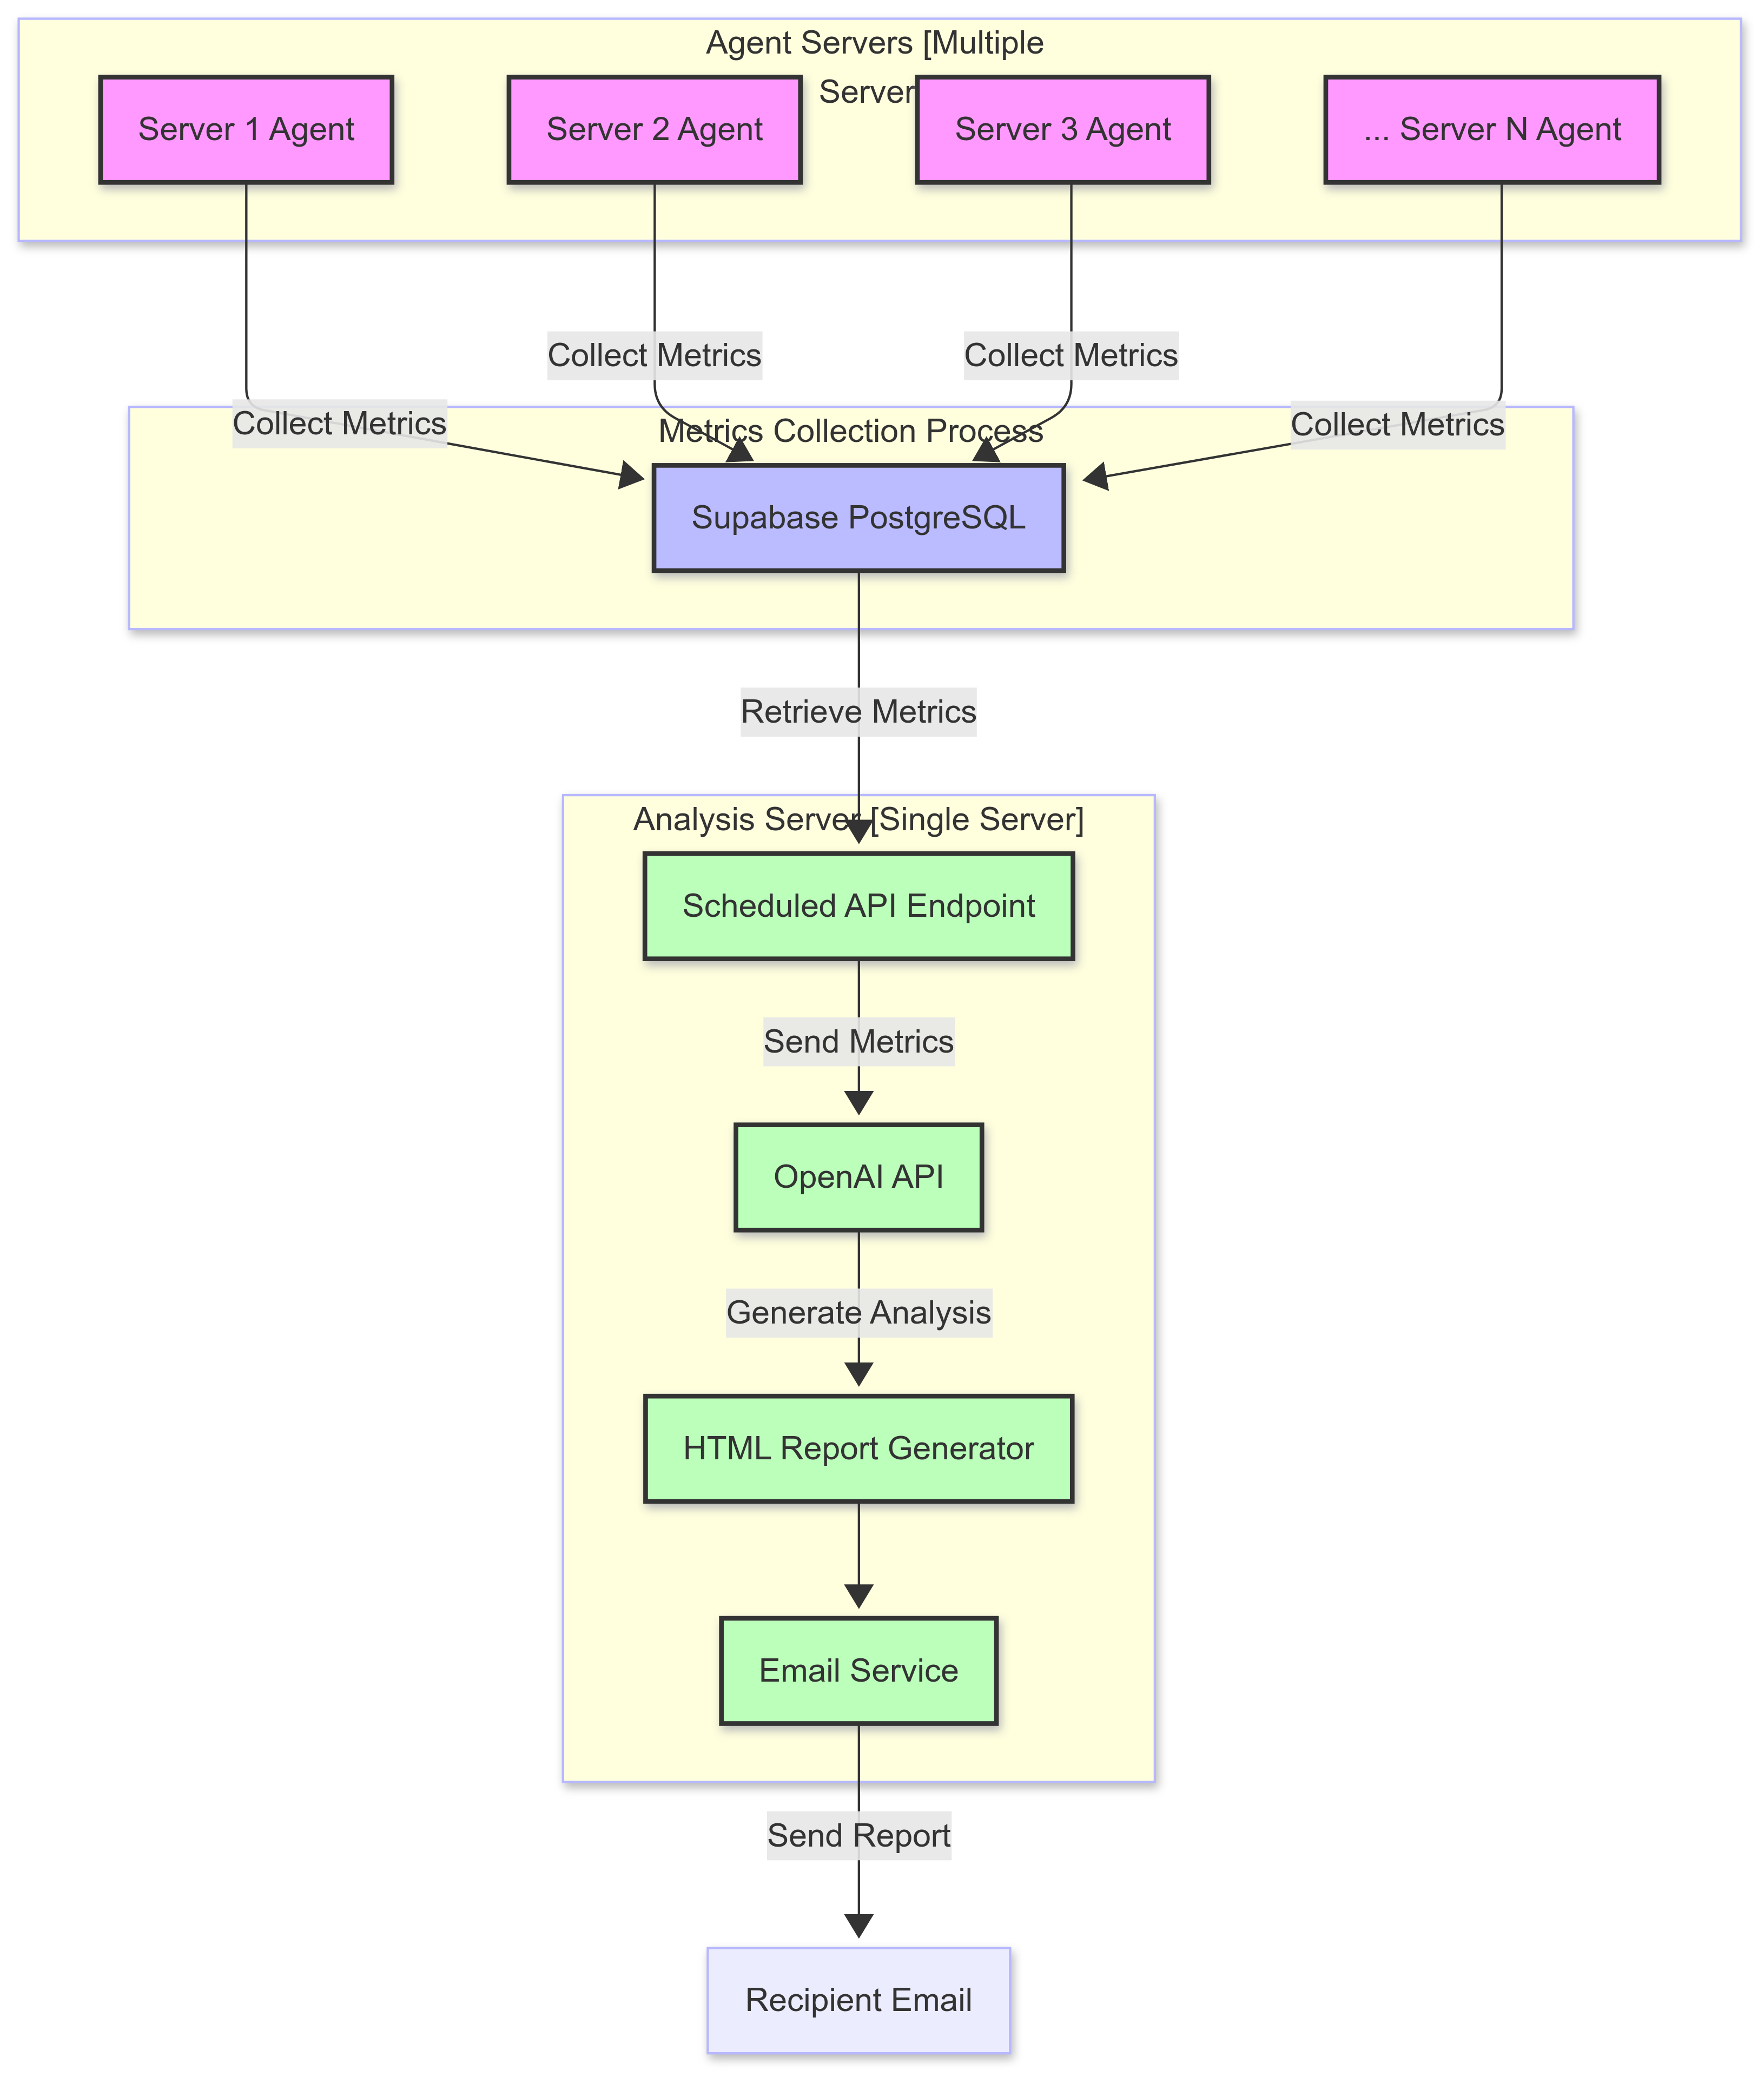 Agent Servers [Multiple
Server
Server 1 Agent
Server 2 Agent
Server 3 Agent
... Server N Agent
Collect Metrics
Collect Metrics
Collect Metrics
Collect Metrics
Metrics Collection Process
Supabase PostgreSQL
Retrieve Metrics
Analysis Server [Single Server]
Scheduled API Endpoint
Send Metrics
OpenAI API
Generate Analysis
HTML Report Generator
Email Service
Send Report
Recipient Email